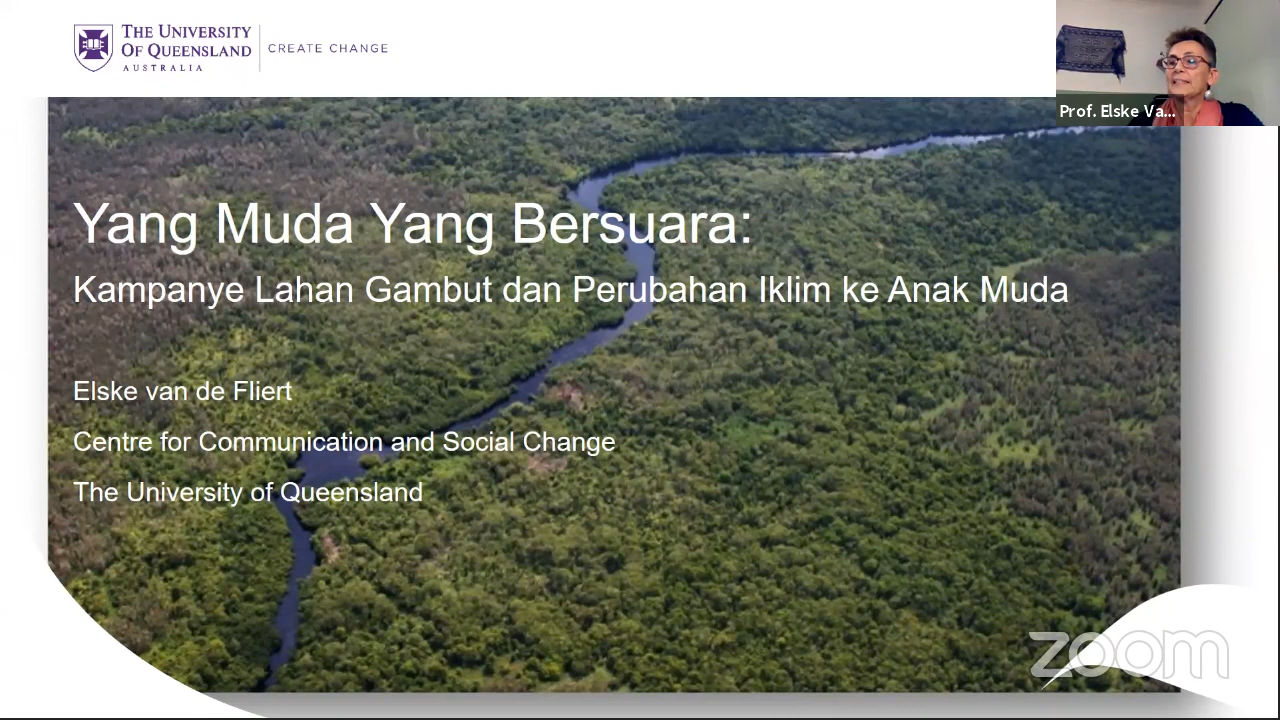 THE UNIVERSITY
OF QUEENSLAND
AUSTRALIA
CREATE CHANGE
Prof. Elske Va...
Yang Muda Yang Bersuara:
Kampanye Lahan Gambut dan Perubahan Iklim ke Anak Muda
Elske van de Fliert
Centre for Communication and Social Change
The University of Queensland
zoom